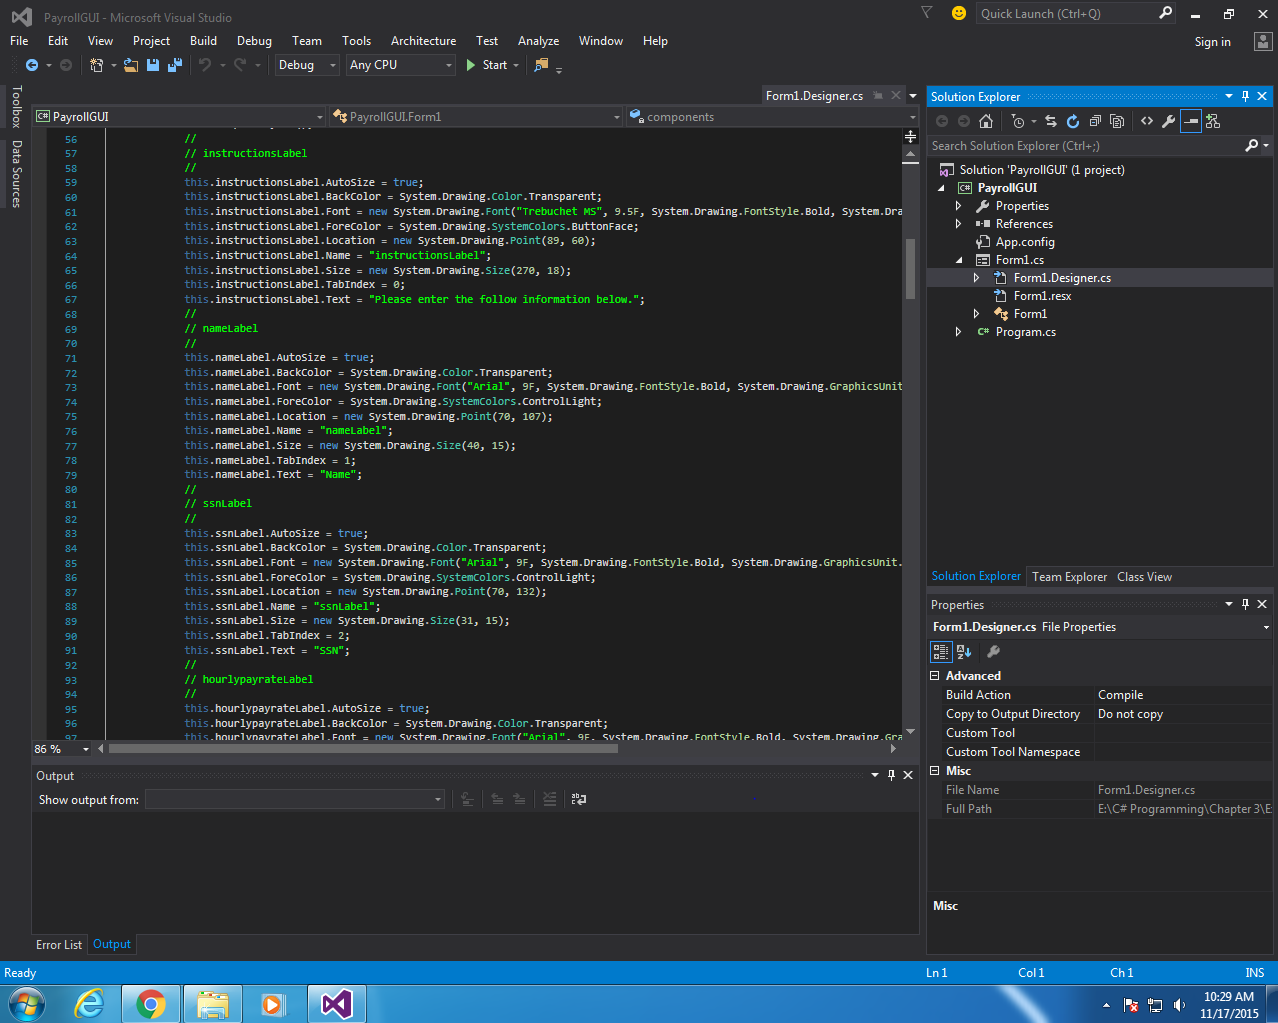 PayrollGUI - Microsoft Visual Studio
Quick Launch (Ctrl+Q)
File Edit View Project Build Debug Team Tools Architecture Test Analyze Window Help
Sign in
Debug Any CPU Start
Toolbox
Data Sources
Form1.Designer.cs
C# PayrollGUI PayrollGUI.Form1 components
56 //
57 // instructionsLabel
58 //
59 this.instructionsLabel.AutoSize = true;
60 this.instructionsLabel.BackColor = System.Drawing.Color.Transparent;
61 this.instructionsLabel.Font = new System.Drawing.Font("Trebuchet MS", 9.5F, System.Drawing.FontStyle.Bold, System.Dra
62 this.instructionsLabel.ForeColor = System.Drawing.SystemColors.ButtonFace;
63 this.instructionsLabel.Location = new System.Drawing.Point(89, 60);
64 this.instructionsLabel.Name = "instructionsLabel";
65 this.instructionsLabel.Size = new System.Drawing.Size(270, 18);
66 this.instructionsLabel.TabIndex = 0;
67 this.instructionsLabel.Text = "Please enter the follow information below.";
68 //
69 // nameLabel
70 //
71 this.nameLabel.AutoSize = true;
72 this.nameLabel.BackColor = System.Drawing.Color.Transparent;
73 this.nameLabel.Font = new System.Drawing.Font("Arial", 9F, System.Drawing.FontStyle.Bold, System.Drawing.GraphicsUnit
74 this.nameLabel.ForeColor = System.Drawing.SystemColors.ControlLight;
75 this.nameLabel.Location = new System.Drawing.Point(70, 107);
76 this.nameLabel.Name = "nameLabel";
77 this.nameLabel.Size = new System.Drawing.Size(40, 15);
78 this.nameLabel.TabIndex = 1;
79 this.nameLabel.Text = "Name";
80 //
81 // ssnLabel
82 //
83 this.ssnLabel.AutoSize = true;
84 this.ssnLabel.BackColor = System.Drawing.Color.Transparent;
85 this.ssnLabel.Font = new System.Drawing.Font("Arial", 9F, System.Drawing.FontStyle.Bold, System.Drawing.GraphicsUnit.
86 this.ssnLabel.ForeColor = System.Drawing.SystemColors.ControlLight;
87 this.ssnLabel.Location = new System.Drawing.Point(70, 132);
88 this.ssnLabel.Name = "ssnLabel";
89 this.ssnLabel.Size = new System.Drawing.Size(31, 15);
90 this.ssnLabel.TabIndex = 2;
91 this.ssnLabel.Text = "SSN";
92 //
93 // hourlypayrateLabel
94 //
95 this.hourlypayrateLabel.AutoSize = true;
96 this.hourlypayrateLabel.BackColor = System.Drawing.Color.Transparent;
97 this.hourlypayrateLabel.Font = new System.Drawing.Font("Arial", 9F, System.Drawing.FontStyle.Bold, System.Drawing.Gra
86 %
Output
Show output from:
Error List Output
Solution Explorer
Search Solution Explorer (Ctrl+;)
Solution 'PayrollGUI' (1 project)
C# PayrollGUI
Properties
References
App.config
Form1.cs
Form1.Designer.cs
Form1.resx
Form1
C# Program.cs
Solution Explorer Team Explorer Class View
Properties
Form1.Designer.cs File Properties
Advanced
Build Action Compile
Copy to Output Directory Do not copy
Custom Tool
Custom Tool Namespace
Misc
File Name Form1.Designer.cs
Full Path E:\C# Programming\Chapter 3\E
Misc
Ready Ln 1 Col 1 Ch 1 INS
10:29 AM
11/17/2015